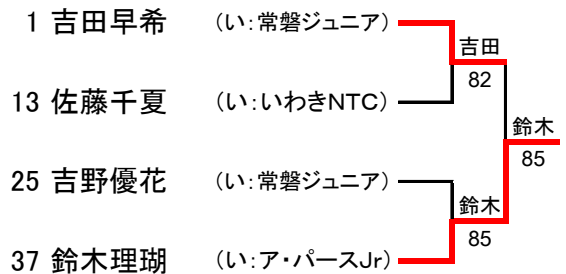 1 吉田早希 (い:常磐ジュニア)
吉田
82
13 佐藤千夏 (い:いわきNTC)
鈴木
85
25 吉野優花 (い:常磐ジュニア)
鈴木
85
37 鈴木理瑚 (い:ア・パースJr)